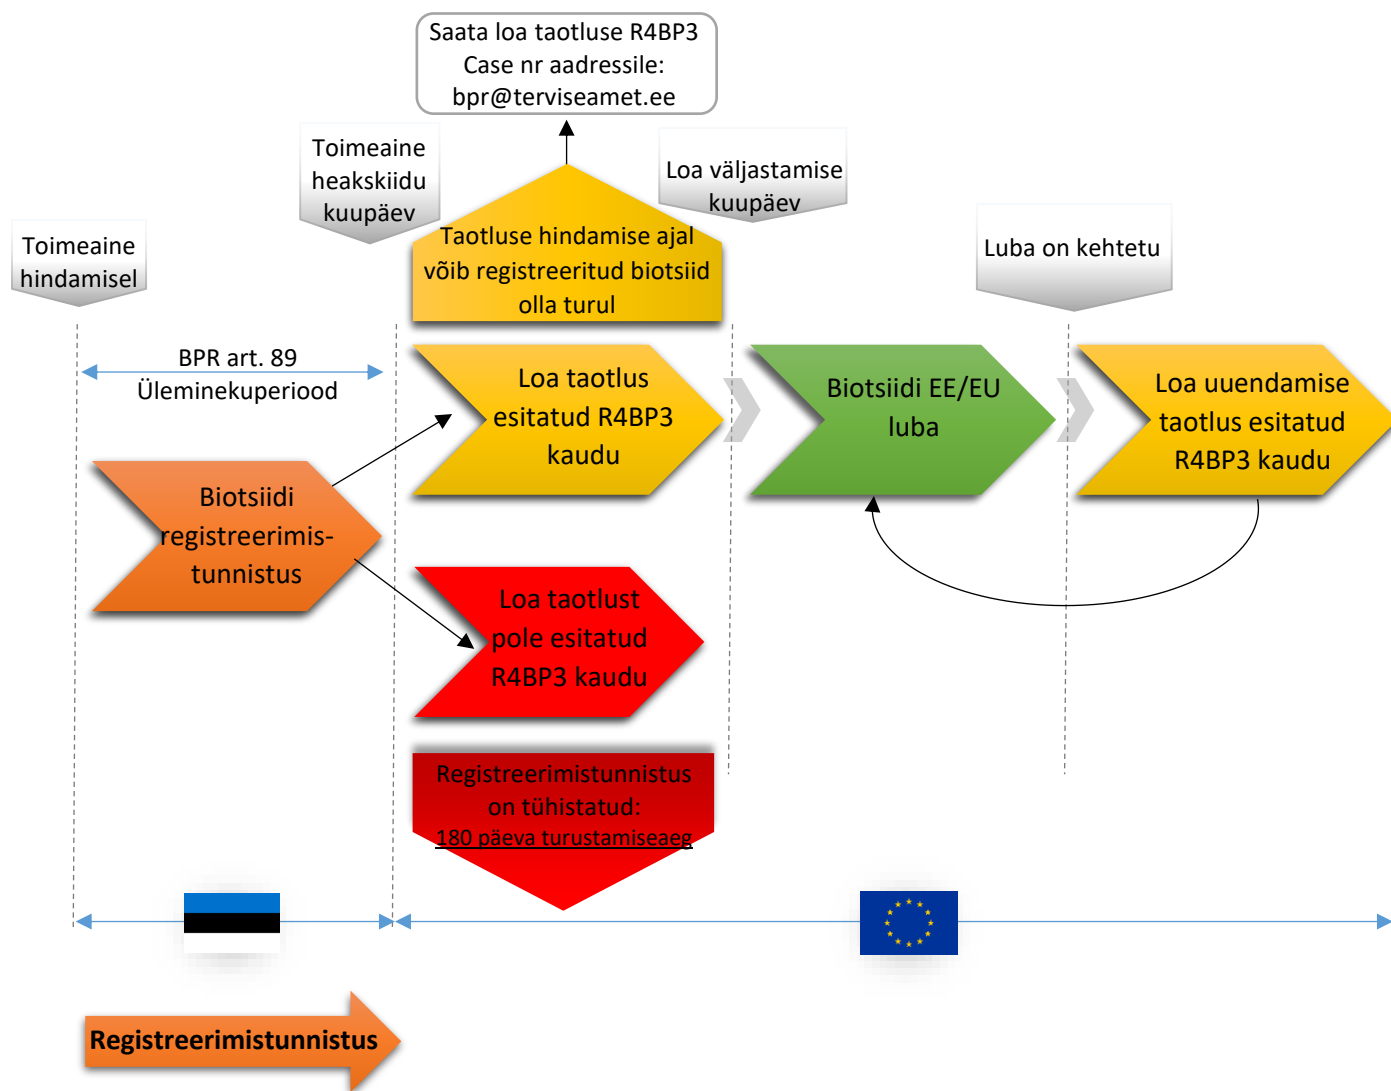 Saata loa taotluse R4BP3
Case nr aadressile:
bpr@terviseamet.ee
Toimeaine
heakskiidu
kuupäev
Loa väljastamise
kuupäev
Toimeaine
hindamisel
Taotluse hindamise ajal
võib registreeritud biotsiid
olla turul
Luba on kehtetu
BPR art. 89
Üleminekuperiood
Loa taotlus
esitatud R4BP3
kaudu
Biotsiidi EE/EU
luba
Loa uuendamise
taotlus esitatud
R4BP3 kaudu
Biotsiidi
registreerimis-
tunnistus
Loa taotlust
pole esitatud
R4BP3 kaudu
Registreerimistunnistus
on tühistatud:
180 päeva turustamiseaeg
Registreerimistunnistus